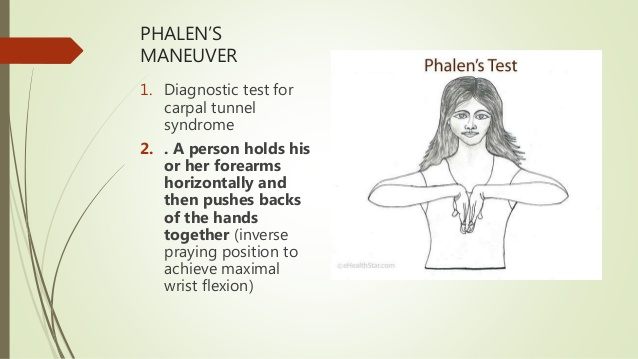 PHALEN’S
MANEUVER
1. Diagnostic test for
carpal tunnel
syndrome
2. . A person holds his
or her forearms
horizontally and
then pushes backs
of the hands
together (inverse
praying position to
achieve maximal
wrist flexion)
Phalen's Test
©eHealthStar.com